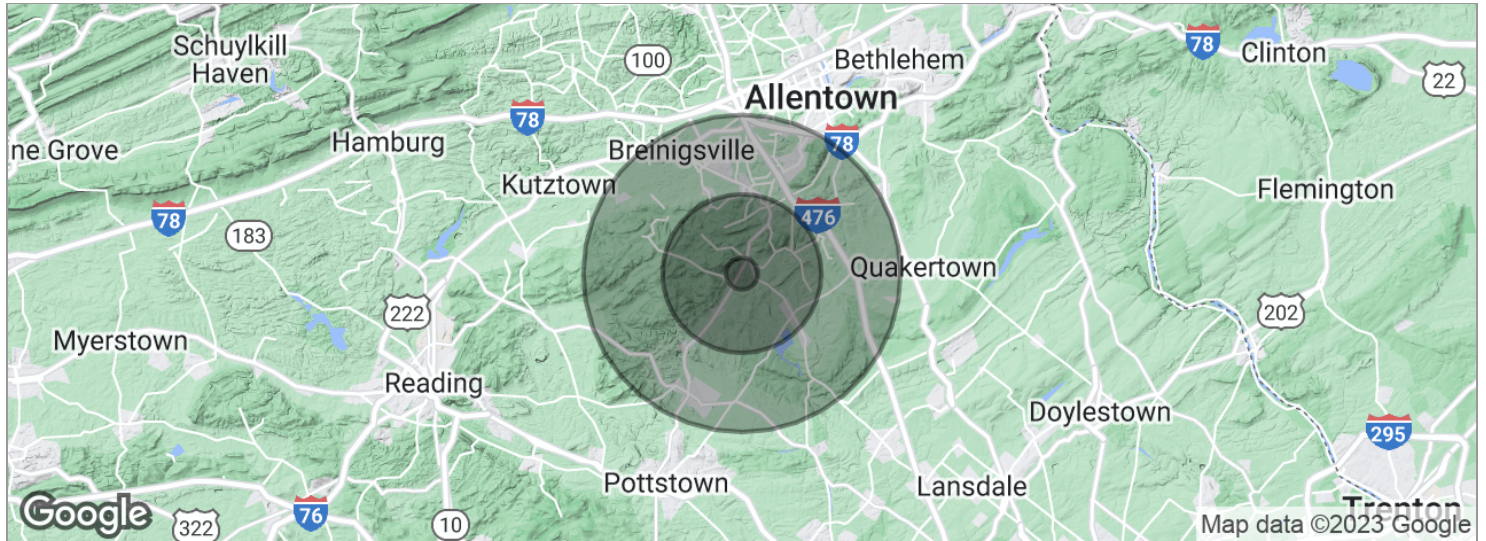 Schuylkill
Haven
100
Bethlehem
78
Clinton
22
Allentown
78
78
Hamburg
ne Grove
Breinigsville
Kutztown
Flemington
78
476
183
Quakertown
222
202
Myerstown
Reading
Doylestown
295
Pottstown
Lansdale
Trenton
Google
322
76
10
Map data ©2023 Google